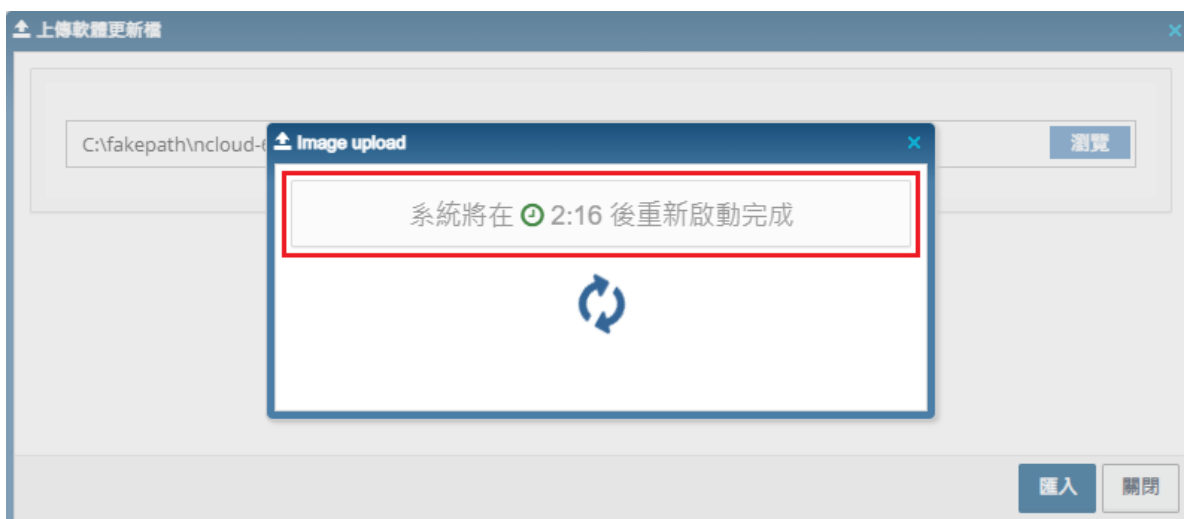 上傳軟體更新檔
C:\fakepath\ncloud-6
Image upload
瀏覽
系統將在 2:16 後重新啟動完成
匯入
關閉